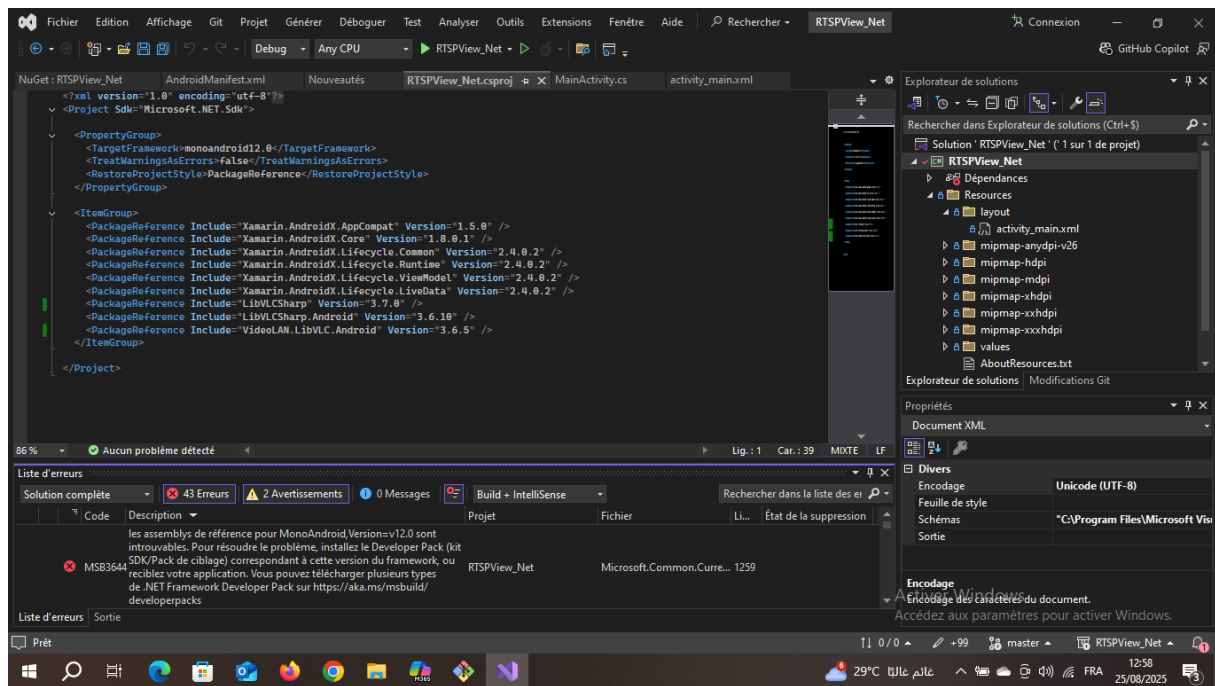 Fichier Edition Affichage Git Projet Générer Déboguer Test Analyser Outils Extensions Fenêtre Aide Rechercher RTSPView_Net Connexion
Debug Any CPU RTSPView_Net GitHub Copilot
NuGet : RTSPView_Net AndroidManifest.xml Nouveautés RTSPView_Net.csproj MainActivity.cs activity_main.xml
<?xml version="1.0" encoding="utf-8"?>
<Project Sdk="Microsoft.NET.Sdk">
<PropertyGroup>
<TargetFramework>monoandroid12.0</TargetFramework>
<TreatWarningsAsErrors>false</TreatWarningsAsErrors>
<RestoreProjectStyle>PackageReference</RestoreProjectStyle>
</PropertyGroup>
<ItemGroup>
<PackageReference Include="Xamarin.AndroidX.AppCompat" Version="1.5.0" />
<PackageReference Include="Xamarin.AndroidX.Core" Version="1.8.0.1" />
<PackageReference Include="Xamarin.AndroidX.Lifecycle.Common" Version="2.4.0.2" />
<PackageReference Include="Xamarin.AndroidX.Lifecycle.Runtime" Version="2.4.0.2" />
<PackageReference Include="Xamarin.AndroidX.Lifecycle.ViewModel" Version="2.4.0.2" />
<PackageReference Include="Xamarin.AndroidX.Lifecycle.LiveData" Version="2.4.0.2" />
<PackageReference Include="LibVLCSharp" Version="3.7.0" />
<PackageReference Include="LibVLCSharp.Android" Version="3.6.10" />
<PackageReference Include="VideoLAN.LibVLC.Android" Version="3.6.5" />
</ItemGroup>
</Project>
86 % Aucun problème détecté Lig. : 1 Car. : 39 MIXTE LF
Explorateur de solutions
Rechercher dans Explorateur de solutions (Ctrl+$)
Solution ' RTSPView_Net ' (' 1 sur 1 de projet)
RTSPView_Net
Dépendances
Resources
layout
activity_main.xml
mipmap-anydpi-v26
mipmap-hdpi
mipmap-mdpi
mipmap-xhdpi
mipmap-xxhdpi
mipmap-xxxhdpi
values
AboutResources.txt
Explorateur de solutions Modifications Git
Propriétés
Document XML
Divers
Encodage Unicode (UTF-8)
Feuille de style
Schémas "C:\Program Files\Microsoft Vis
Sortie
Encodage
Encodage des caractères du document.
Activer Windows
Accédez aux paramètres pour activer Windows.
Liste d'erreurs
Solution complète 43 Erreurs 2 Avertissements 0 Messages Build + IntelliSense Rechercher dans la liste des er
Code Description Projet Fichier Li... État de la suppression
MSB3644 les assemblys de référence pour MonoAndroid,Version=v12.0 sont
introuvables. Pour résoudre le problème, installez le Developer Pack (kit
SDK/Pack de ciblage) correspondant à cette version du framework, ou
reciblez votre application. Vous pouvez télécharger plusieurs types
de .NET Framework Developer Pack sur https://aka.ms/msbuild/
developerpacks
RTSPView_Net Microsoft.Common.Curre... 1259
Liste d'erreurs Sortie
Prêt 0 / 0 +99 master RTSPView_Net 1
M365 29°C غائم غالبًا FRA 12:58
25/08/2025 3